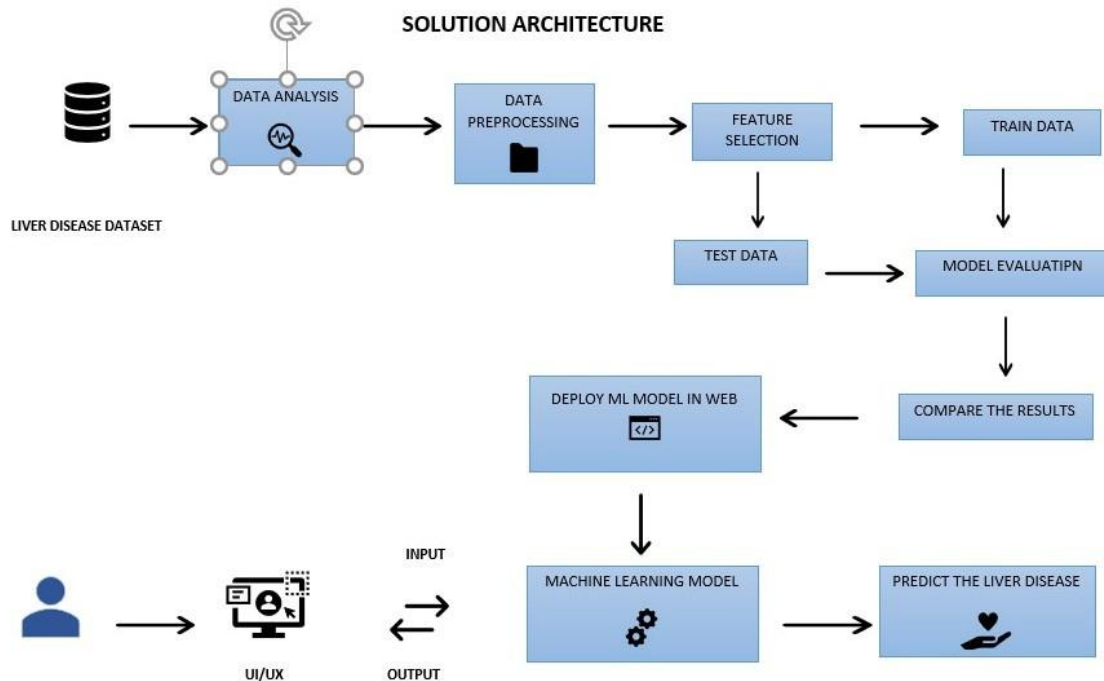 SOLUTION ARCHITECTURE
DATA ANALYSIS
DATA
PREPROCESSING
FEATURE
SELECTION
TRAIN DATA
LIVER DISEASE DATASET
TEST DATA
MODEL EVALUATIPN
DEPLOY ML MODEL IN WEB
</>
COMPARE THE RESULTS
INPUT
MACHINE LEARNING MODEL
PREDICT THE LIVER DISEASE
UI/UX
OUTPUT